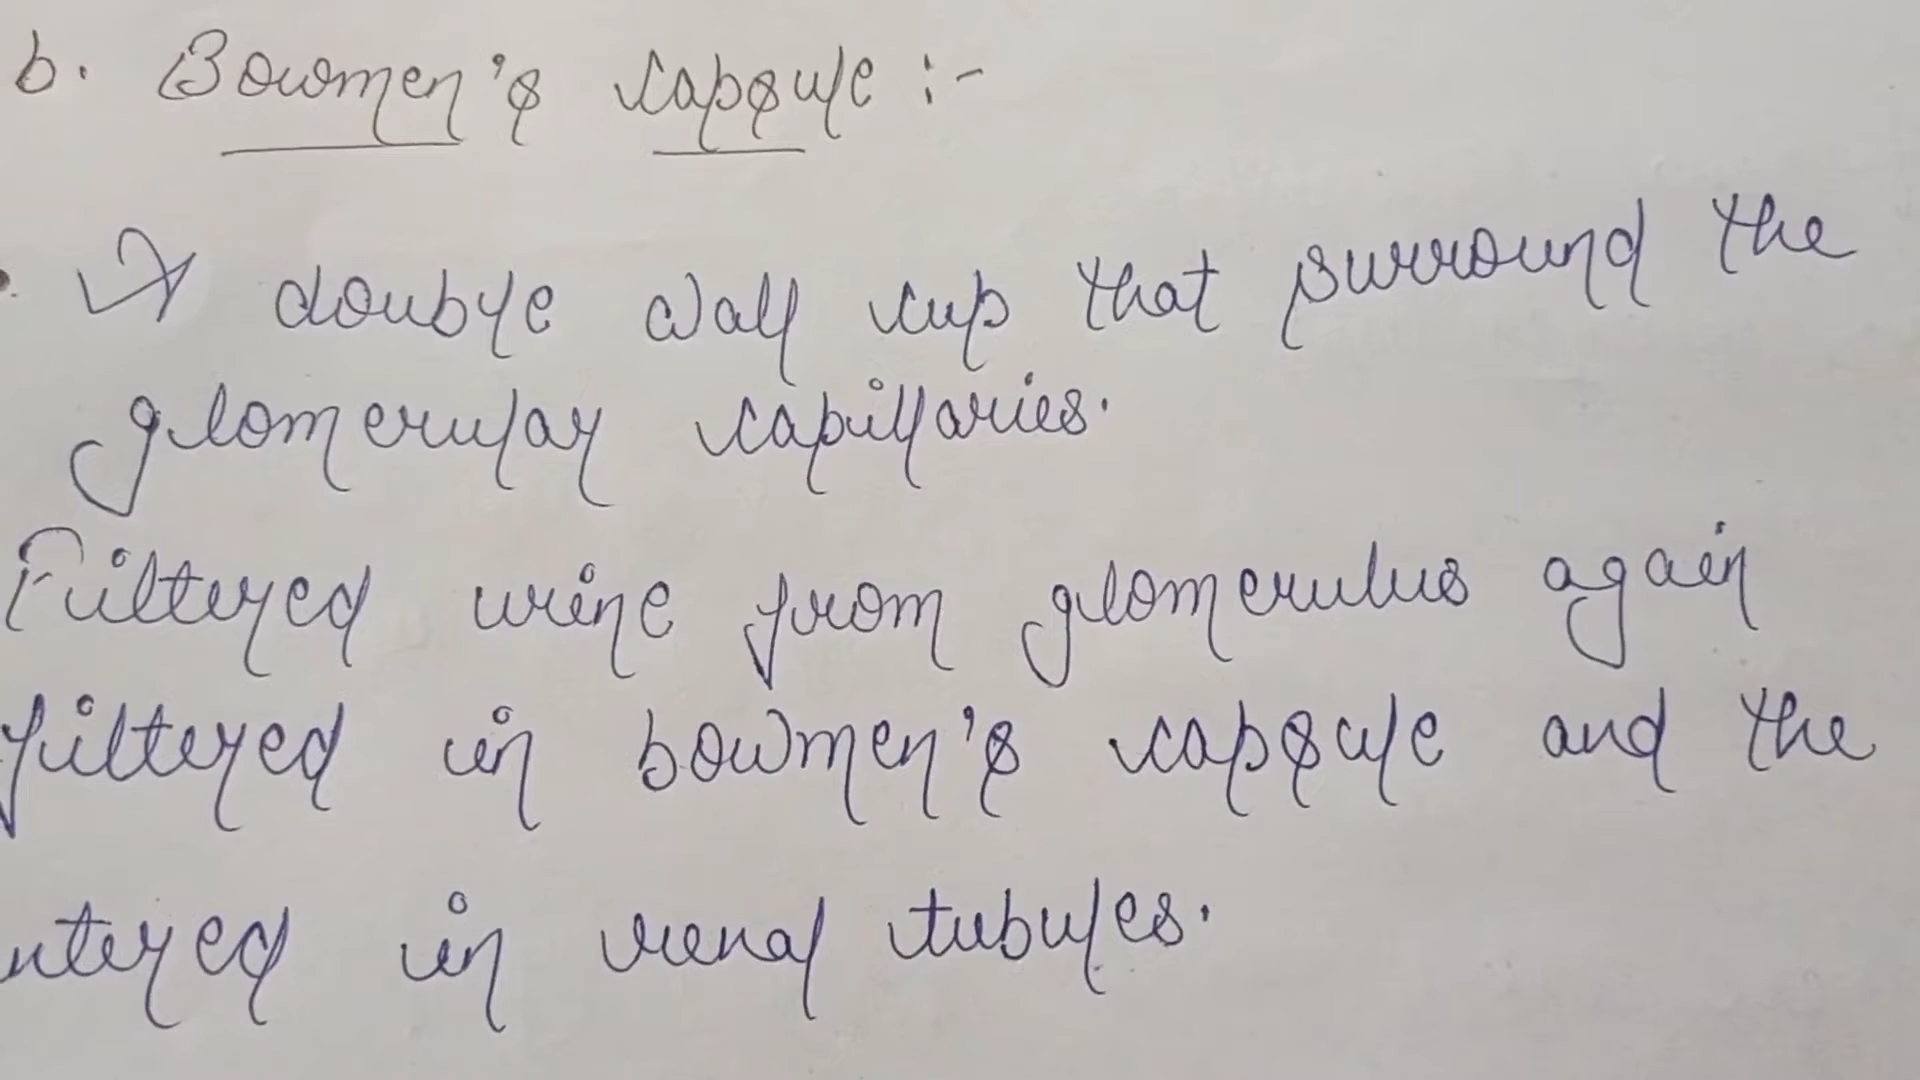 b. Bowmen's capsule :-
A double wall cup that surround the
glomerular capillaries.
Filtered urine from glomerulus again
filtered in bowmen's capsule and the
ntered in renal tubules.